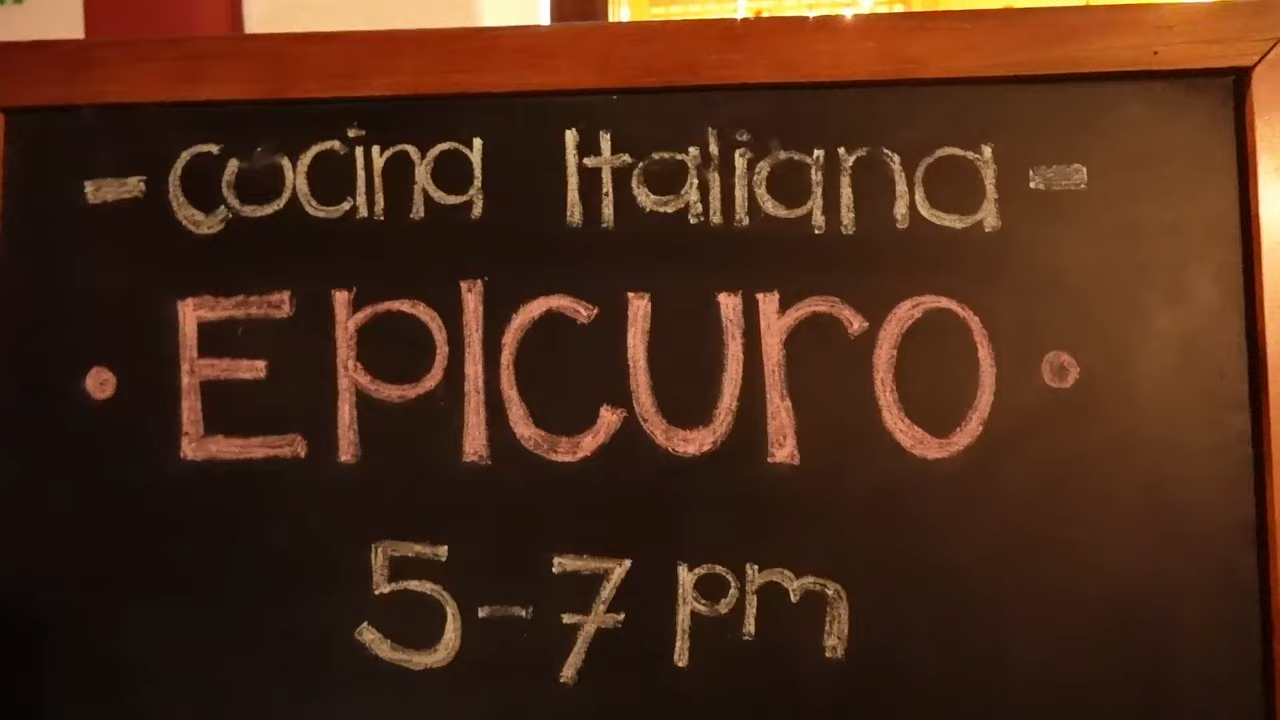 - Cocina Italiana -
• EPICUrO •
5-7 pm